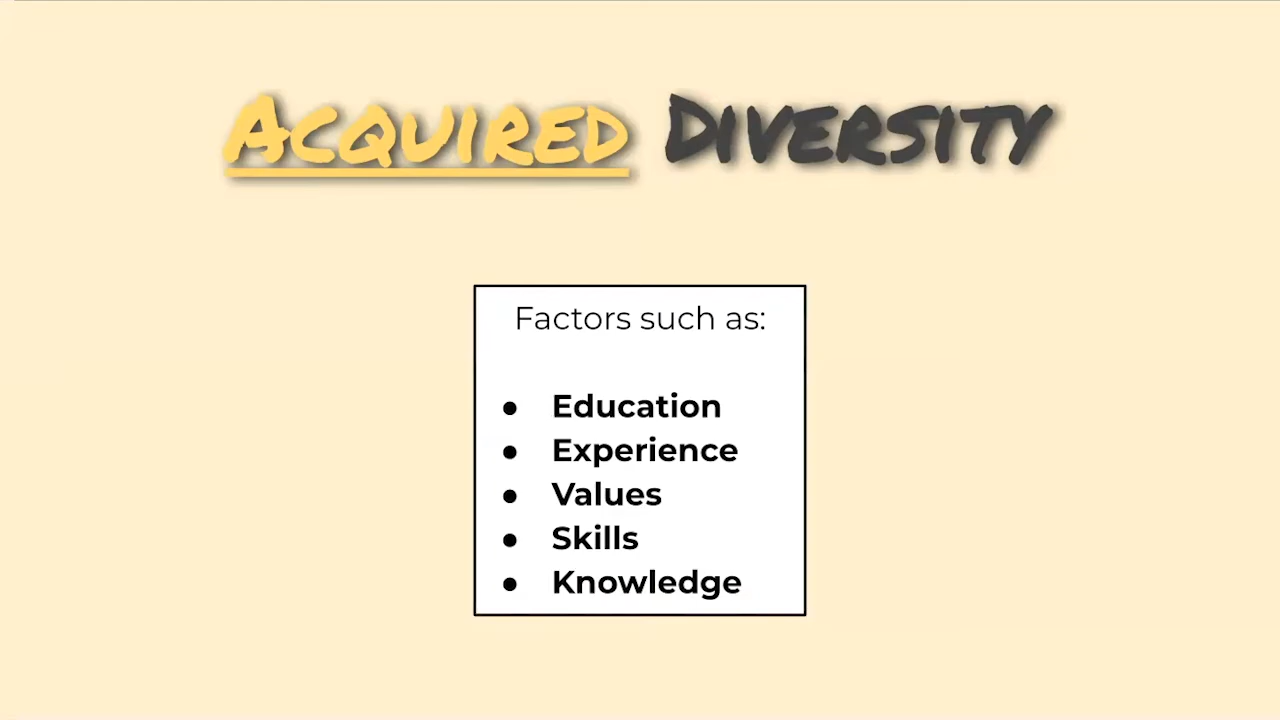 Acquired Diversity
Factors such as:
● Education
● Experience
● Values
● Skills
● Knowledge